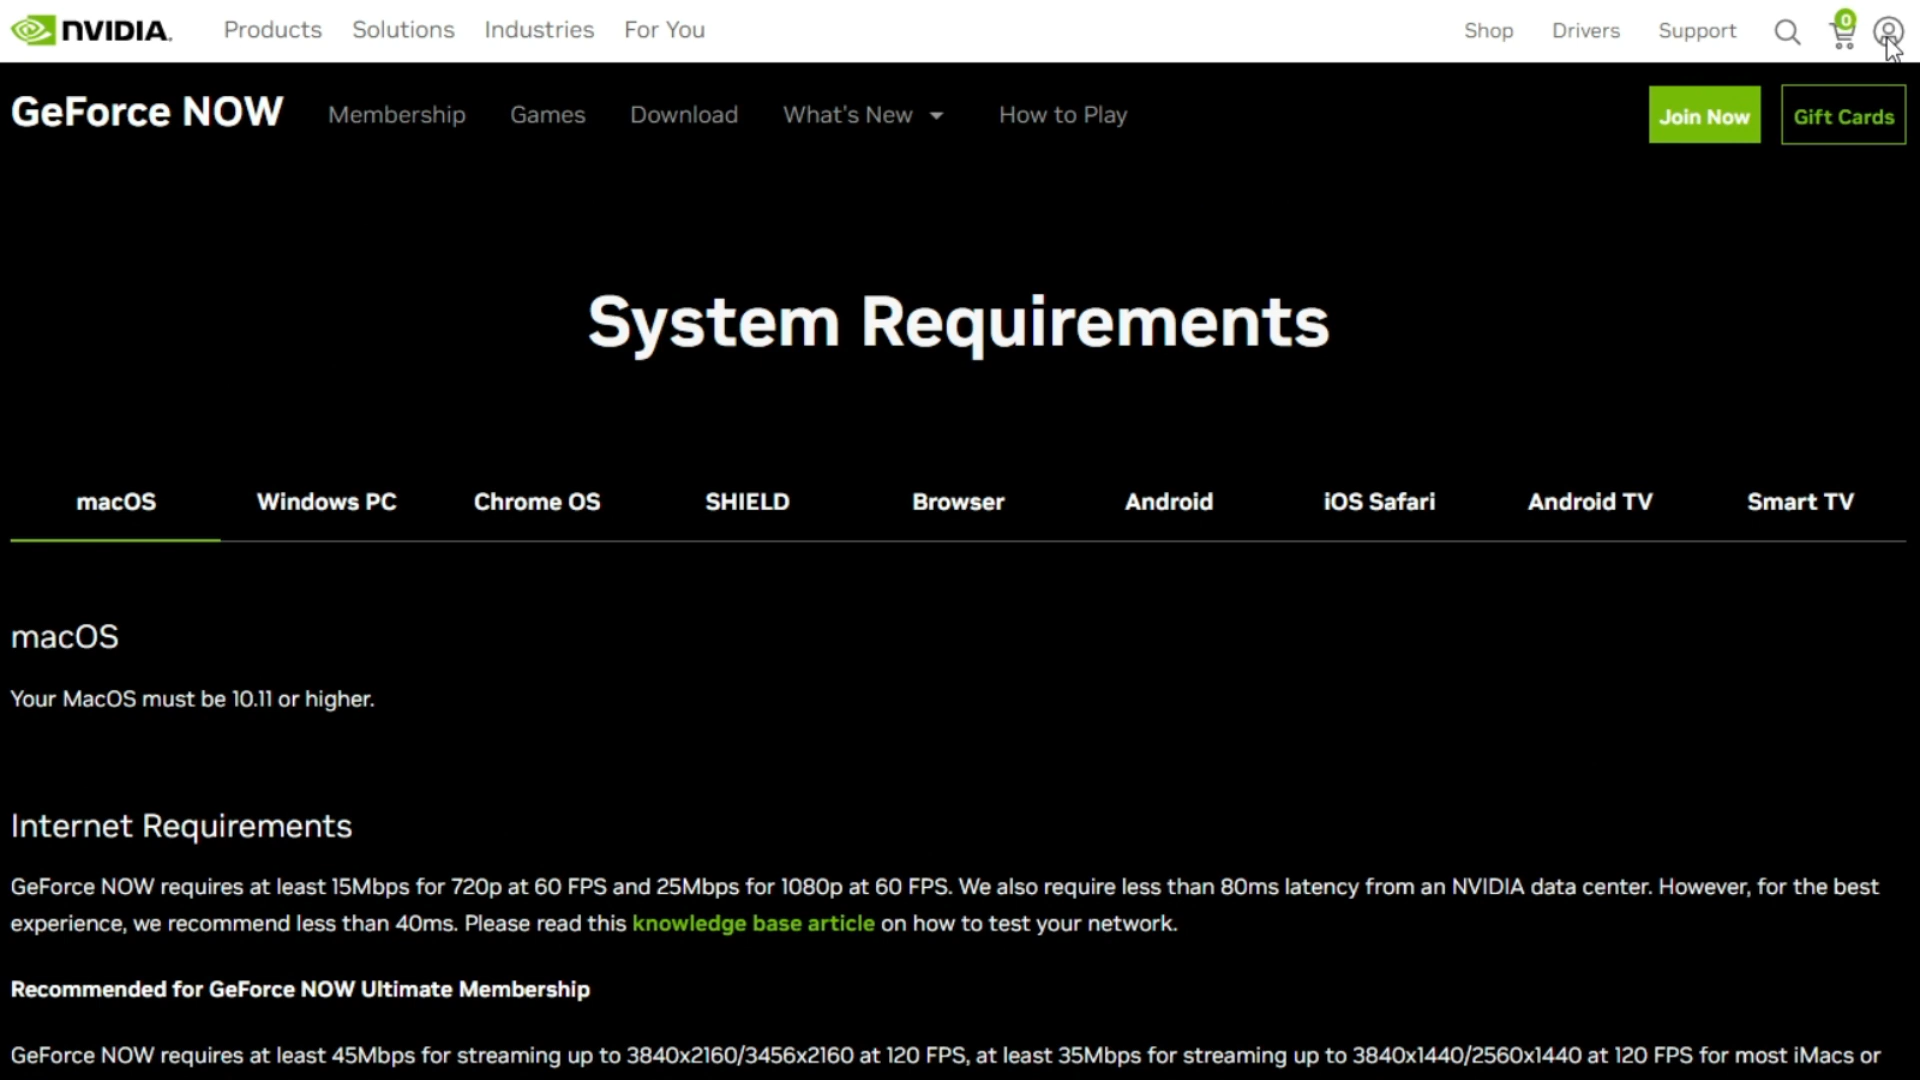 NVIDIA. Products Solutions Industries For You Shop Drivers Support 0
GeForce NOW Membership Games Download What's New How to Play Join Now Gift Cards
System Requirements
macOS Windows PC Chrome OS SHIELD Browser Android iOS Safari Android TV Smart TV
macOS
Your MacOS must be 10.11 or higher.
Internet Requirements
GeForce NOW requires at least 15Mbps for 720p at 60 FPS and 25Mbps for 1080p at 60 FPS. We also require less than 80ms latency from an NVIDIA data center. However, for the best
experience, we recommend less than 40ms. Please read this knowledge base article on how to test your network.
Recommended for GeForce NOW Ultimate Membership
GeForce NOW requires at least 45Mbps for streaming up to 3840x2160/3456x2160 at 120 FPS, at least 35Mbps for streaming up to 3840x1440/2560x1440 at 120 FPS for most iMacs or